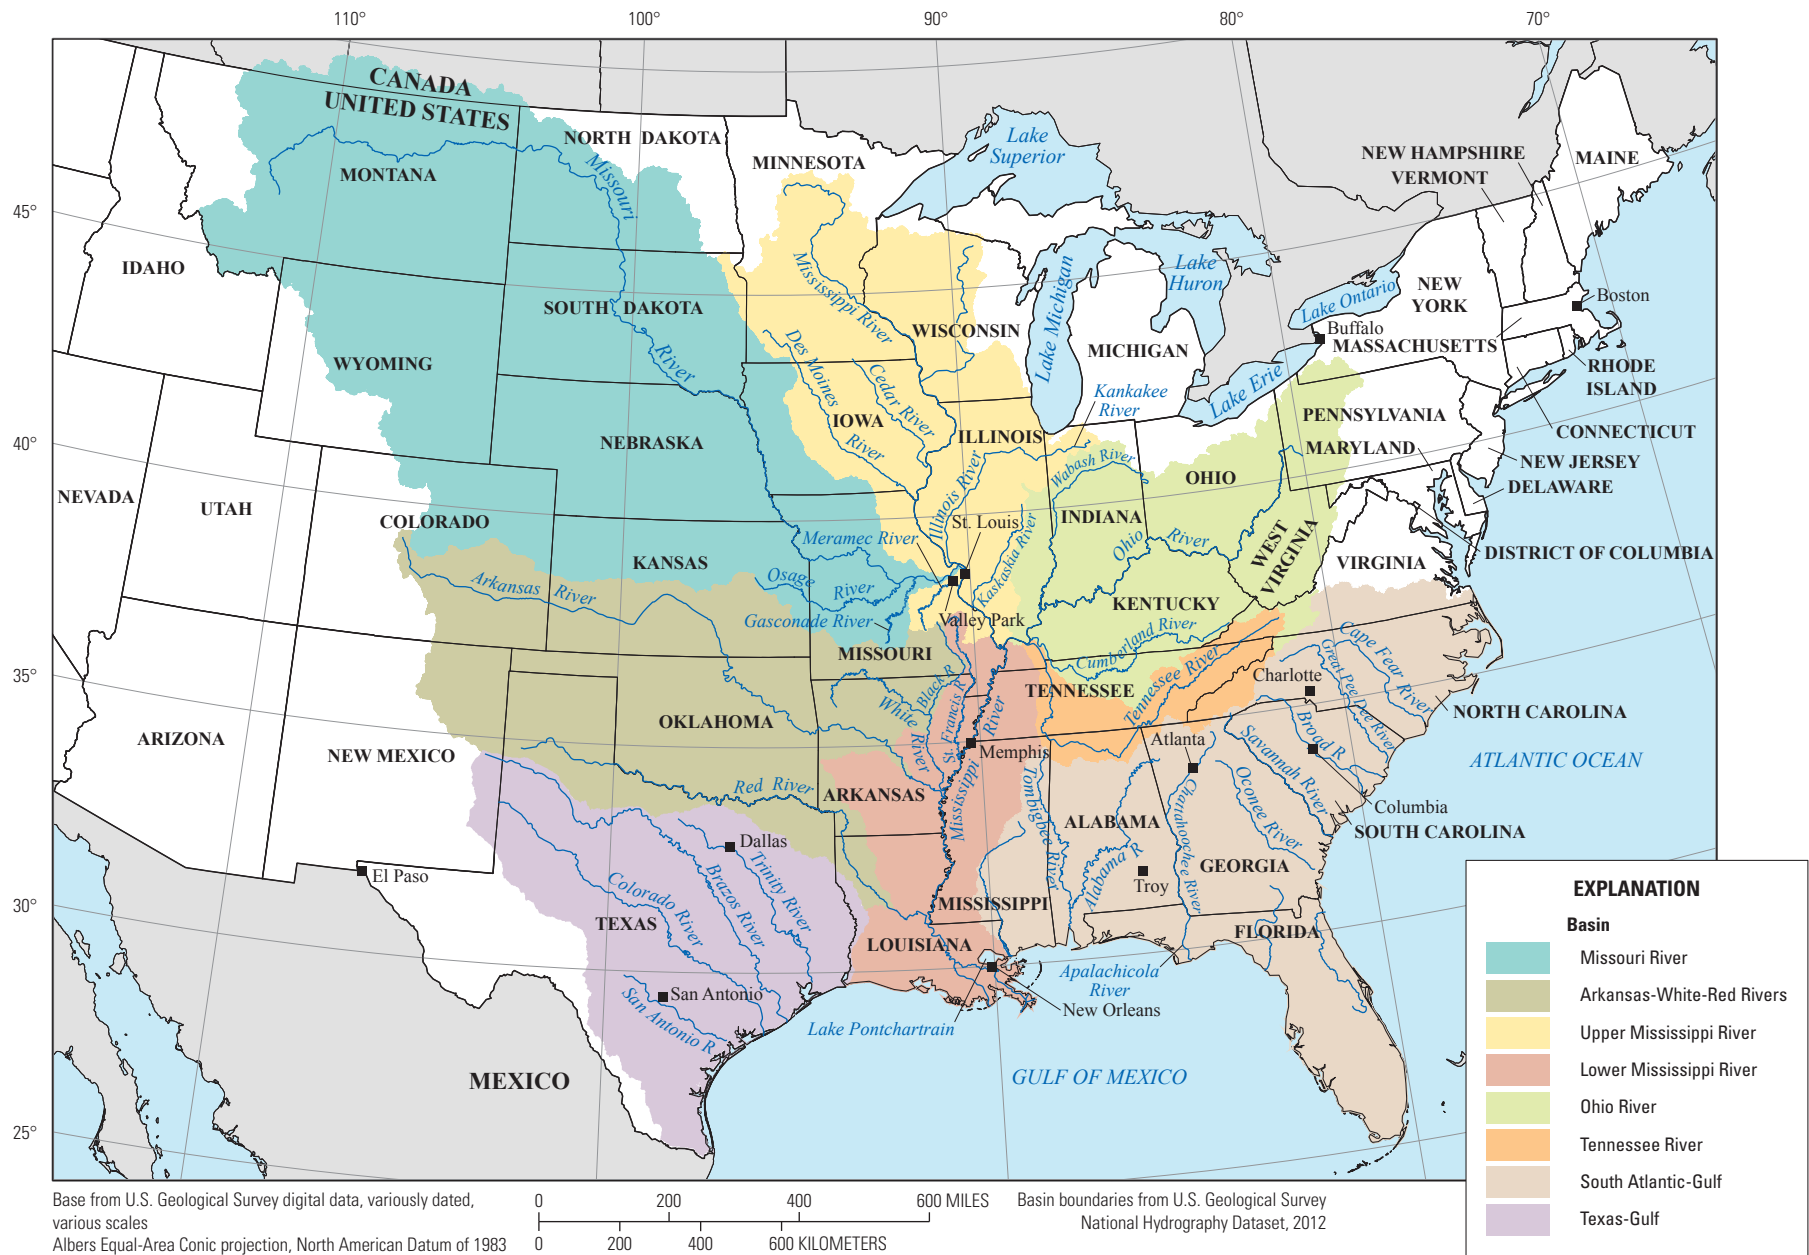 110°
100°
90°
80°
70°
45°
40°
35°
30°
25°
CANADA
UNITED STATES
NORTH DAKOTA
MINNESOTA
Lake
Superior
NEW HAMPSHIRE
VERMONT
MAINE
MONTANA
Missouri
River
IDAHO
SOUTH DAKOTA
Mississippi River
WISCONSIN
Lake Michigan
Lake
Huron
MICHIGAN
Lake Ontario
NEW
YORK
Boston
Buffalo
MASSACHUSETTS
RHODE
ISLAND
Lake Erie
WYOMING
Des Moines
River
Cedar River
IOWA
Kankakee
River
PENNSYLVANIA
CONNECTICUT
NEBRASKA
ILLINOIS
MARYLAND
NEW JERSEY
DELAWARE
NEVADA
UTAH
COLORADO
Illinois River
Wabash River
OHIO
INDIANA
St. Louis
Meramec River
Kaskaskia River
Ohio
River
WEST
VIRGINIA
VIRGINIA
DISTRICT OF COLUMBIA
KANSAS
Arkansas River
Osage
River
Gasconade River
Valley Park
KENTUCKY
Cumberland River
MISSOURI
TENNESSEE
Tennessee River
Cape Fear River
Great Pee Dee River
Charlotte
NORTH CAROLINA
ARIZONA
NEW MEXICO
OKLAHOMA
Black R
White
River
St. Francis R
River
Mississippi
Memphis
Atlanta
Broad R
Savannah River
ATLANTIC OCEAN
Red River
ARKANSAS
Tombigbee River
ALABAMA
Chattahoochee River
Oconee River
Columbia
SOUTH CAROLINA
Dallas
Trinity River
Brazos River
Colorado River
El Paso
TEXAS
Alabama R
Troy
GEORGIA
MISSISSIPPI
LOUISIANA
FLORIDA
San Antonio
San Antonio R
Apalachicola
River
New Orleans
Lake Pontchartrain
MEXICO
GULF OF MEXICO
EXPLANATION
Basin
Missouri River
Arkansas-White-Red Rivers
Upper Mississippi River
Lower Mississippi River
Ohio River
Tennessee River
South Atlantic-Gulf
Texas-Gulf
Base from U.S. Geological Survey digital data, variously dated,
various scales
Albers Equal-Area Conic projection, North American Datum of 1983
0 200 400 600 MILES
0 200 400 600 KILOMETERS
Basin boundaries from U.S. Geological Survey
National Hydrography Dataset, 2012